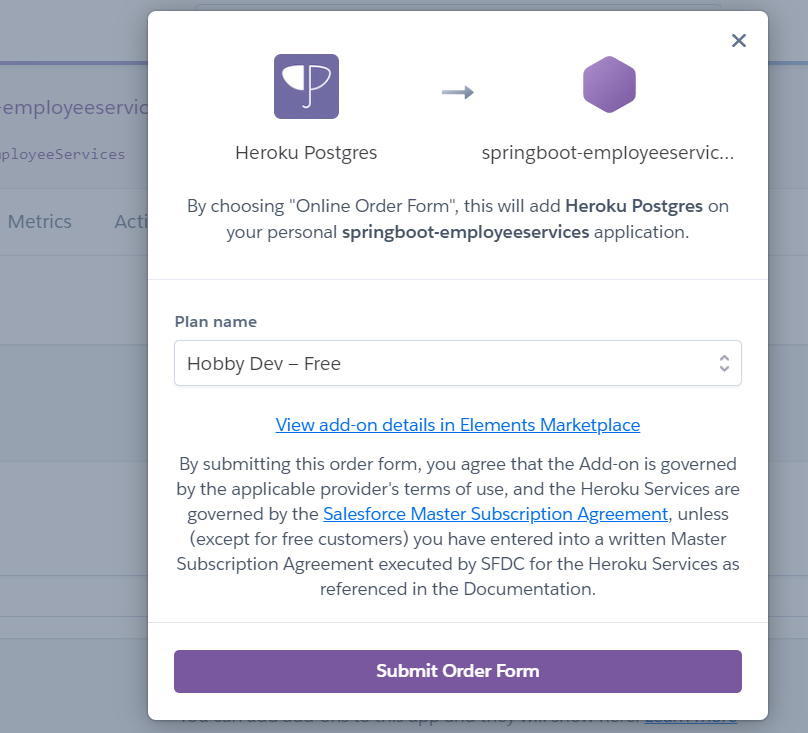 Heroku Postgres
springboot-employeeservic...
By choosing "Online Order Form", this will add Heroku Postgres on
your personal springboot-employeeservices application.
Plan name
Hobby Dev – Free
View add-on details in Elements Marketplace
By submitting this order form, you agree that the Add-on is governed
by the applicable provider's terms of use, and the Heroku Services are
governed by the Salesforce Master Subscription Agreement, unless
(except for free customers) you have entered into a written Master
Subscription Agreement executed by SFDC for the Heroku Services as
referenced in the Documentation.
Submit Order Form
-employeeservic
ployeeServices
Metrics
Acti